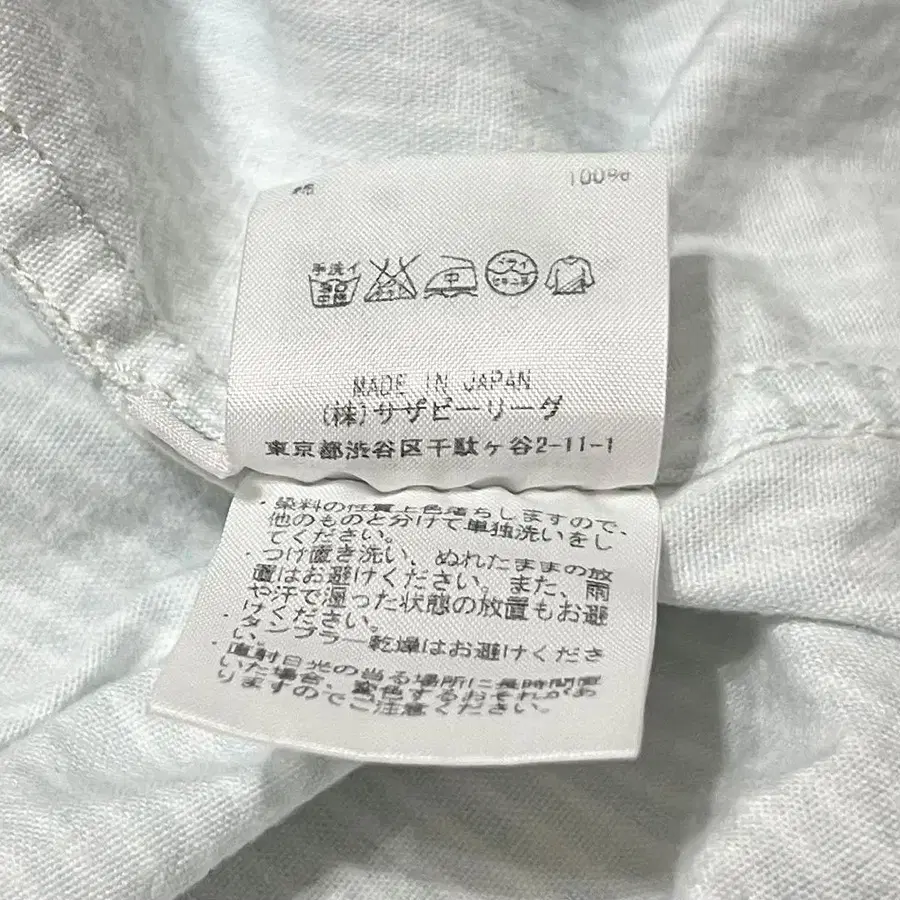 綿 100%
手洗イ
中性
中
ドライ
セキユ系
MADE IN JAPAN
(株)サザビーリーグ
東京都渋谷区千駄ヶ谷2-11-1
・染料の性質上色落ちしますので、
他のものと分けて単独洗いをし
てください。
・つけ置き洗い、ぬれたままの放
置はお避けください。また、雨
や汗で湿った状態の放置もお避
けください。
・タンブラー乾燥はお避けくださ
い。
・直射日光の当る場所に長時間置
いた場合、変色するおそれがあ
りますのでご注意ください。